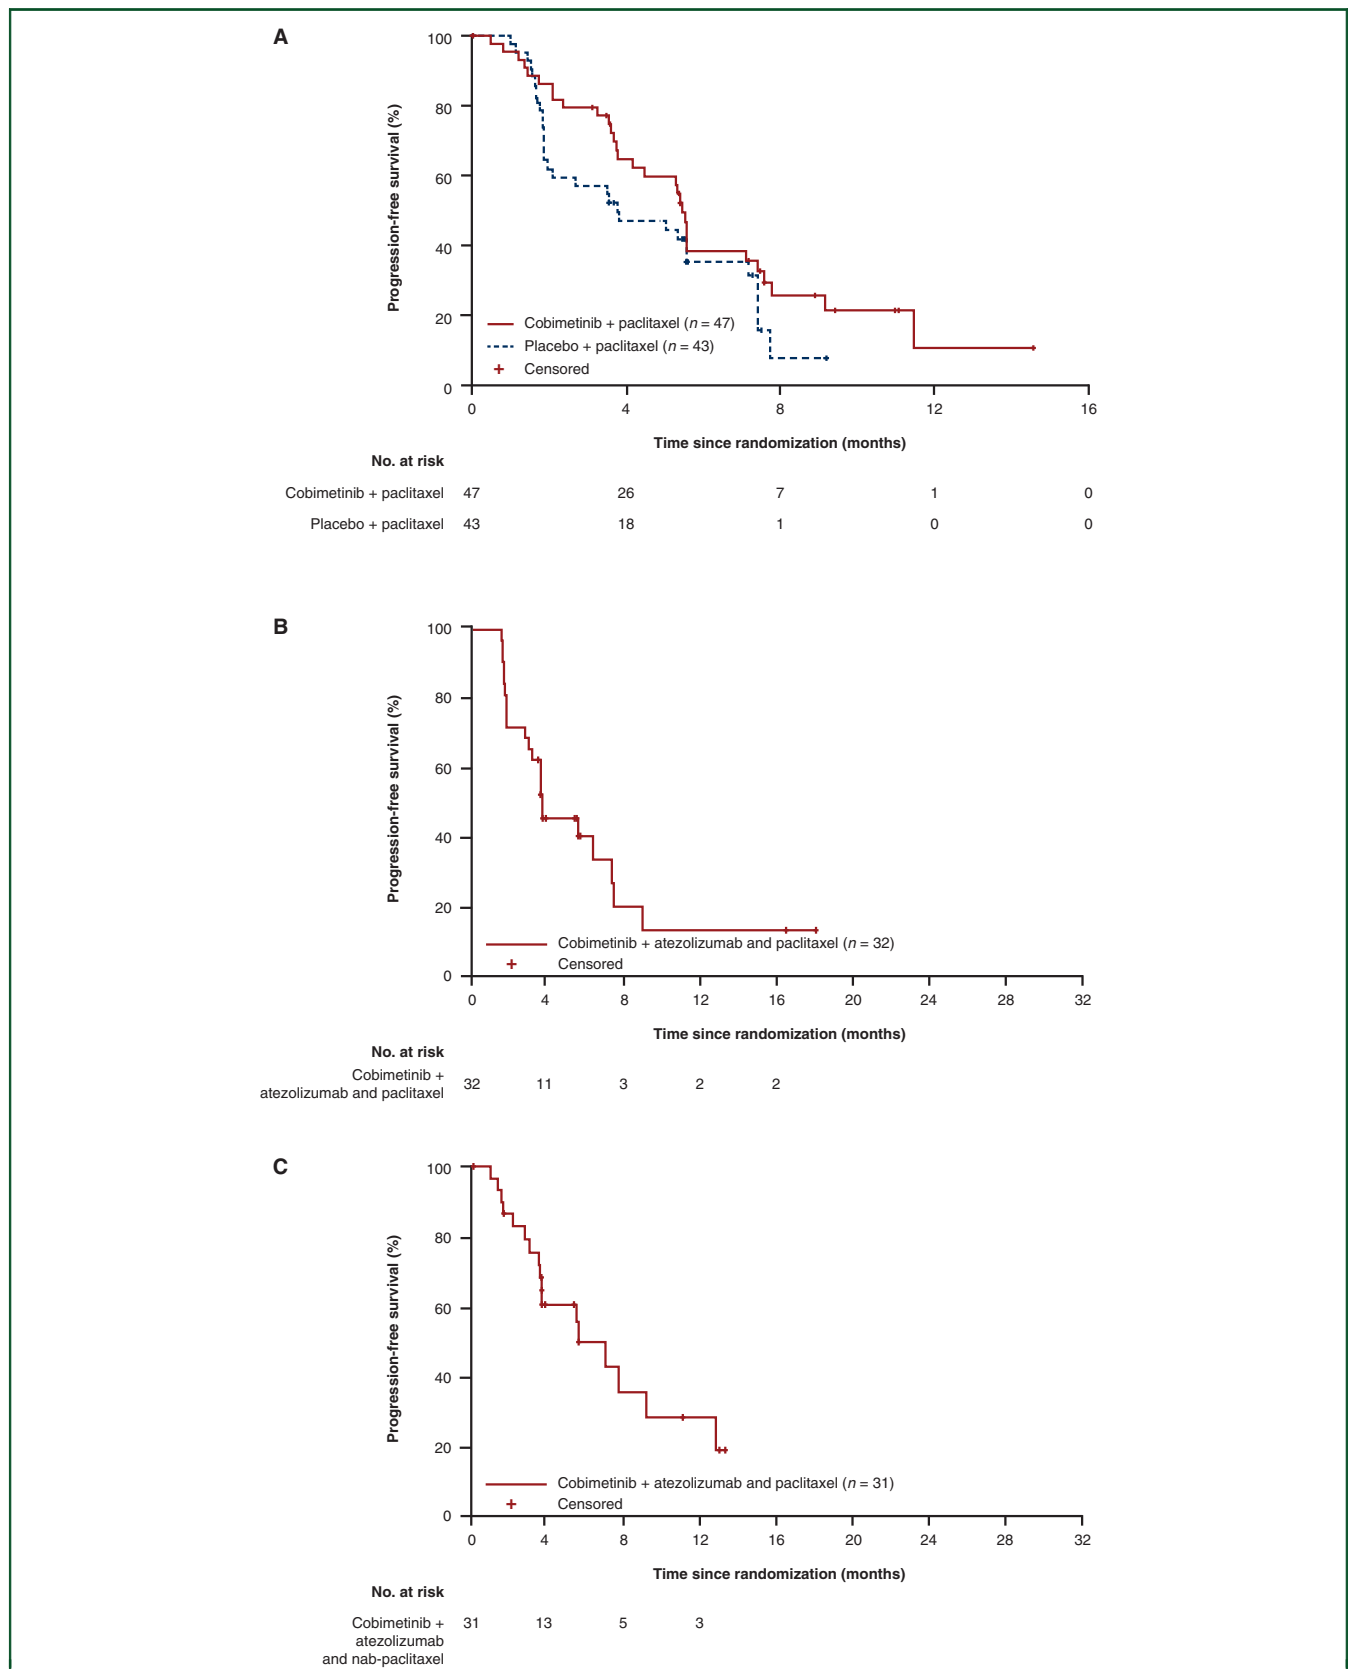 A
Progression-free survival (%)
100
80
60
40
20
0
Cobimetinib + paclitaxel (n = 47)
Placebo + paclitaxel (n = 43)
Censored
0 4 8 12 16
Time since randomization (months)
No. at risk
Cobimetinib + paclitaxel 47 26 7 1 0
Placebo + paclitaxel 43 18 1 0 0
B
Progression-free survival (%)
100
80
60
40
20
0
Cobimetinib + atezolizumab and paclitaxel (n = 32)
Censored
0 4 8 12 16 20 24 28 32
Time since randomization (months)
No. at risk
Cobimetinib +
atezolizumab and paclitaxel 32 11 3 2 2
C
Progression-free survival (%)
100
80
60
40
20
0
Cobimetinib + atezolizumab and paclitaxel (n = 31)
Censored
0 4 8 12 16 20 24 28 32
Time since randomization (months)
No. at risk
Cobimetinib + 31 13 5 3
atezolizumab
and nab-paclitaxel